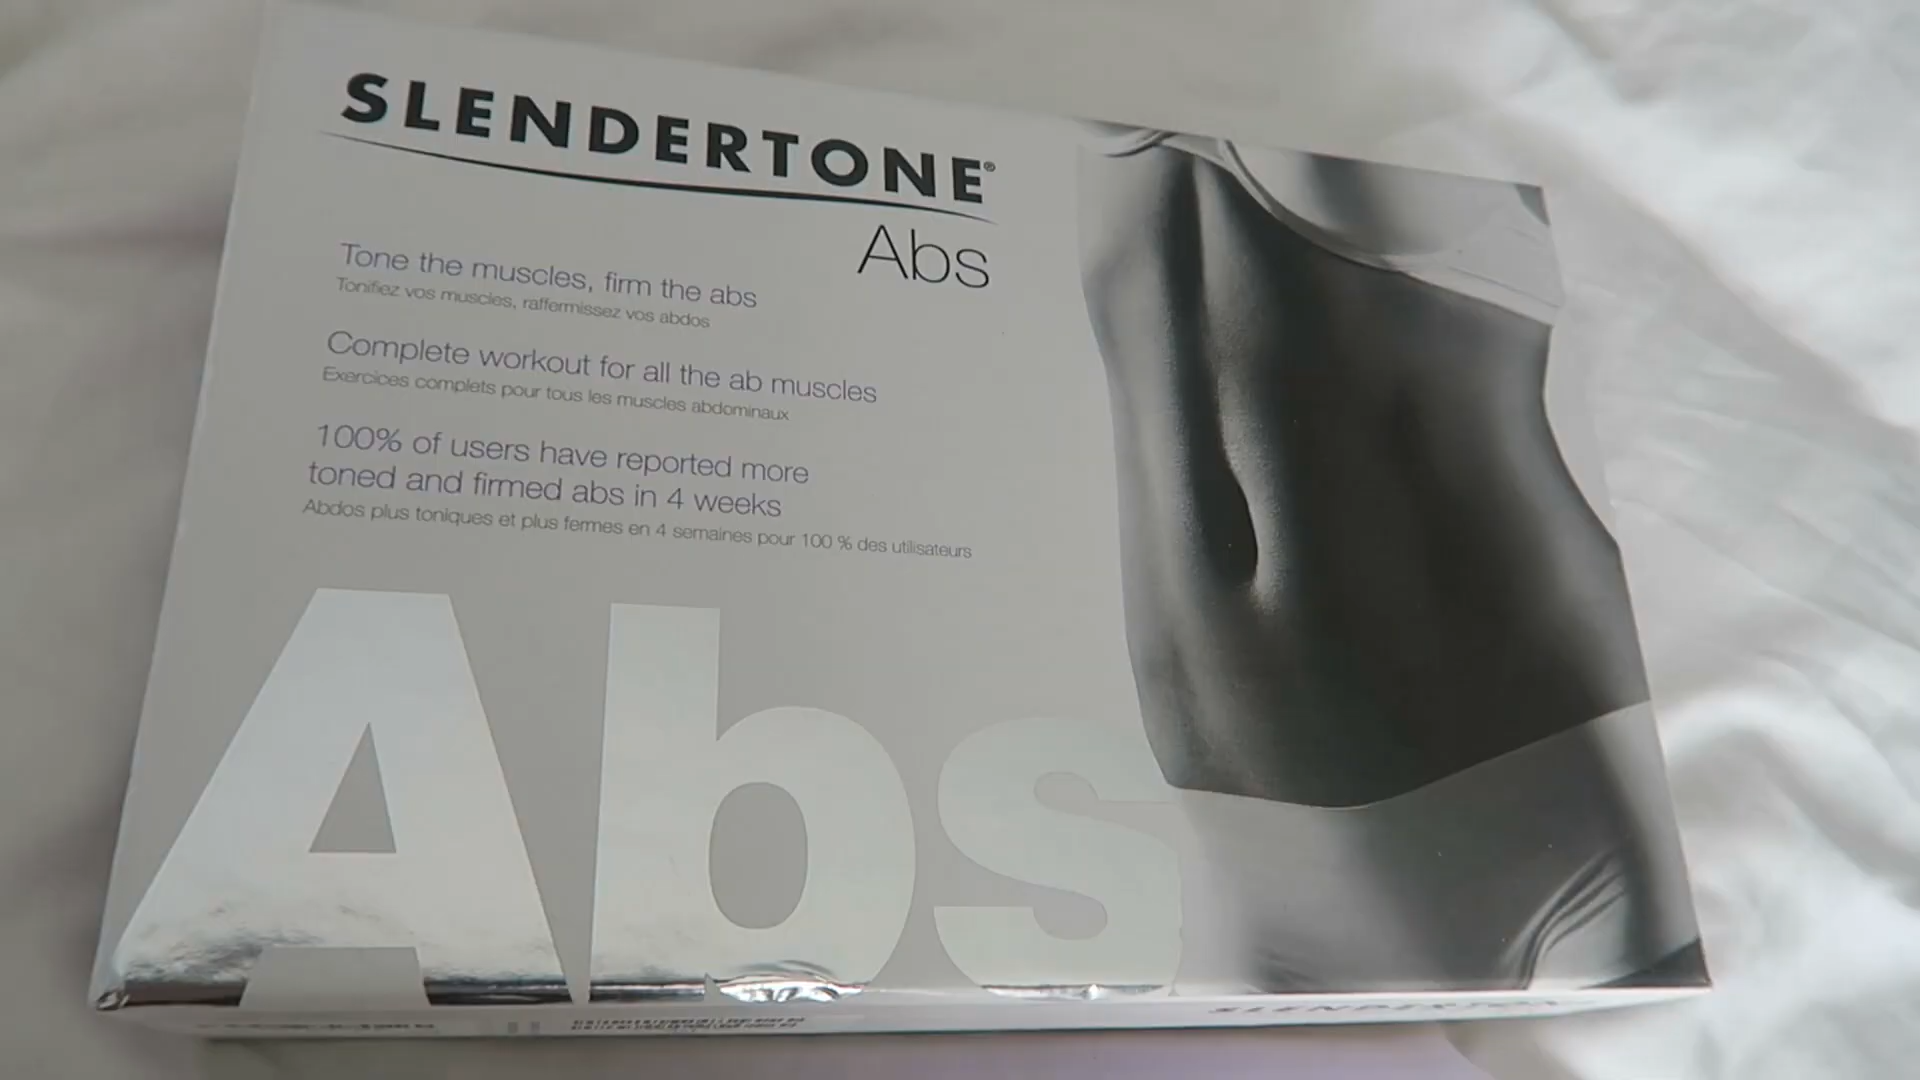 SLENDERTONE®
Abs
Tone the muscles, firm the abs
Tonifiez vos muscles, raffermissez vos abdos
Complete workout for all the ab muscles
Exercices complets pour tous les muscles abdominaux
100% of users have reported more
toned and firmed abs in 4 weeks
Abdos plus toniques et plus fermes en 4 semaines pour 100 % des utilisateurs
Abs
SLENDERTONE